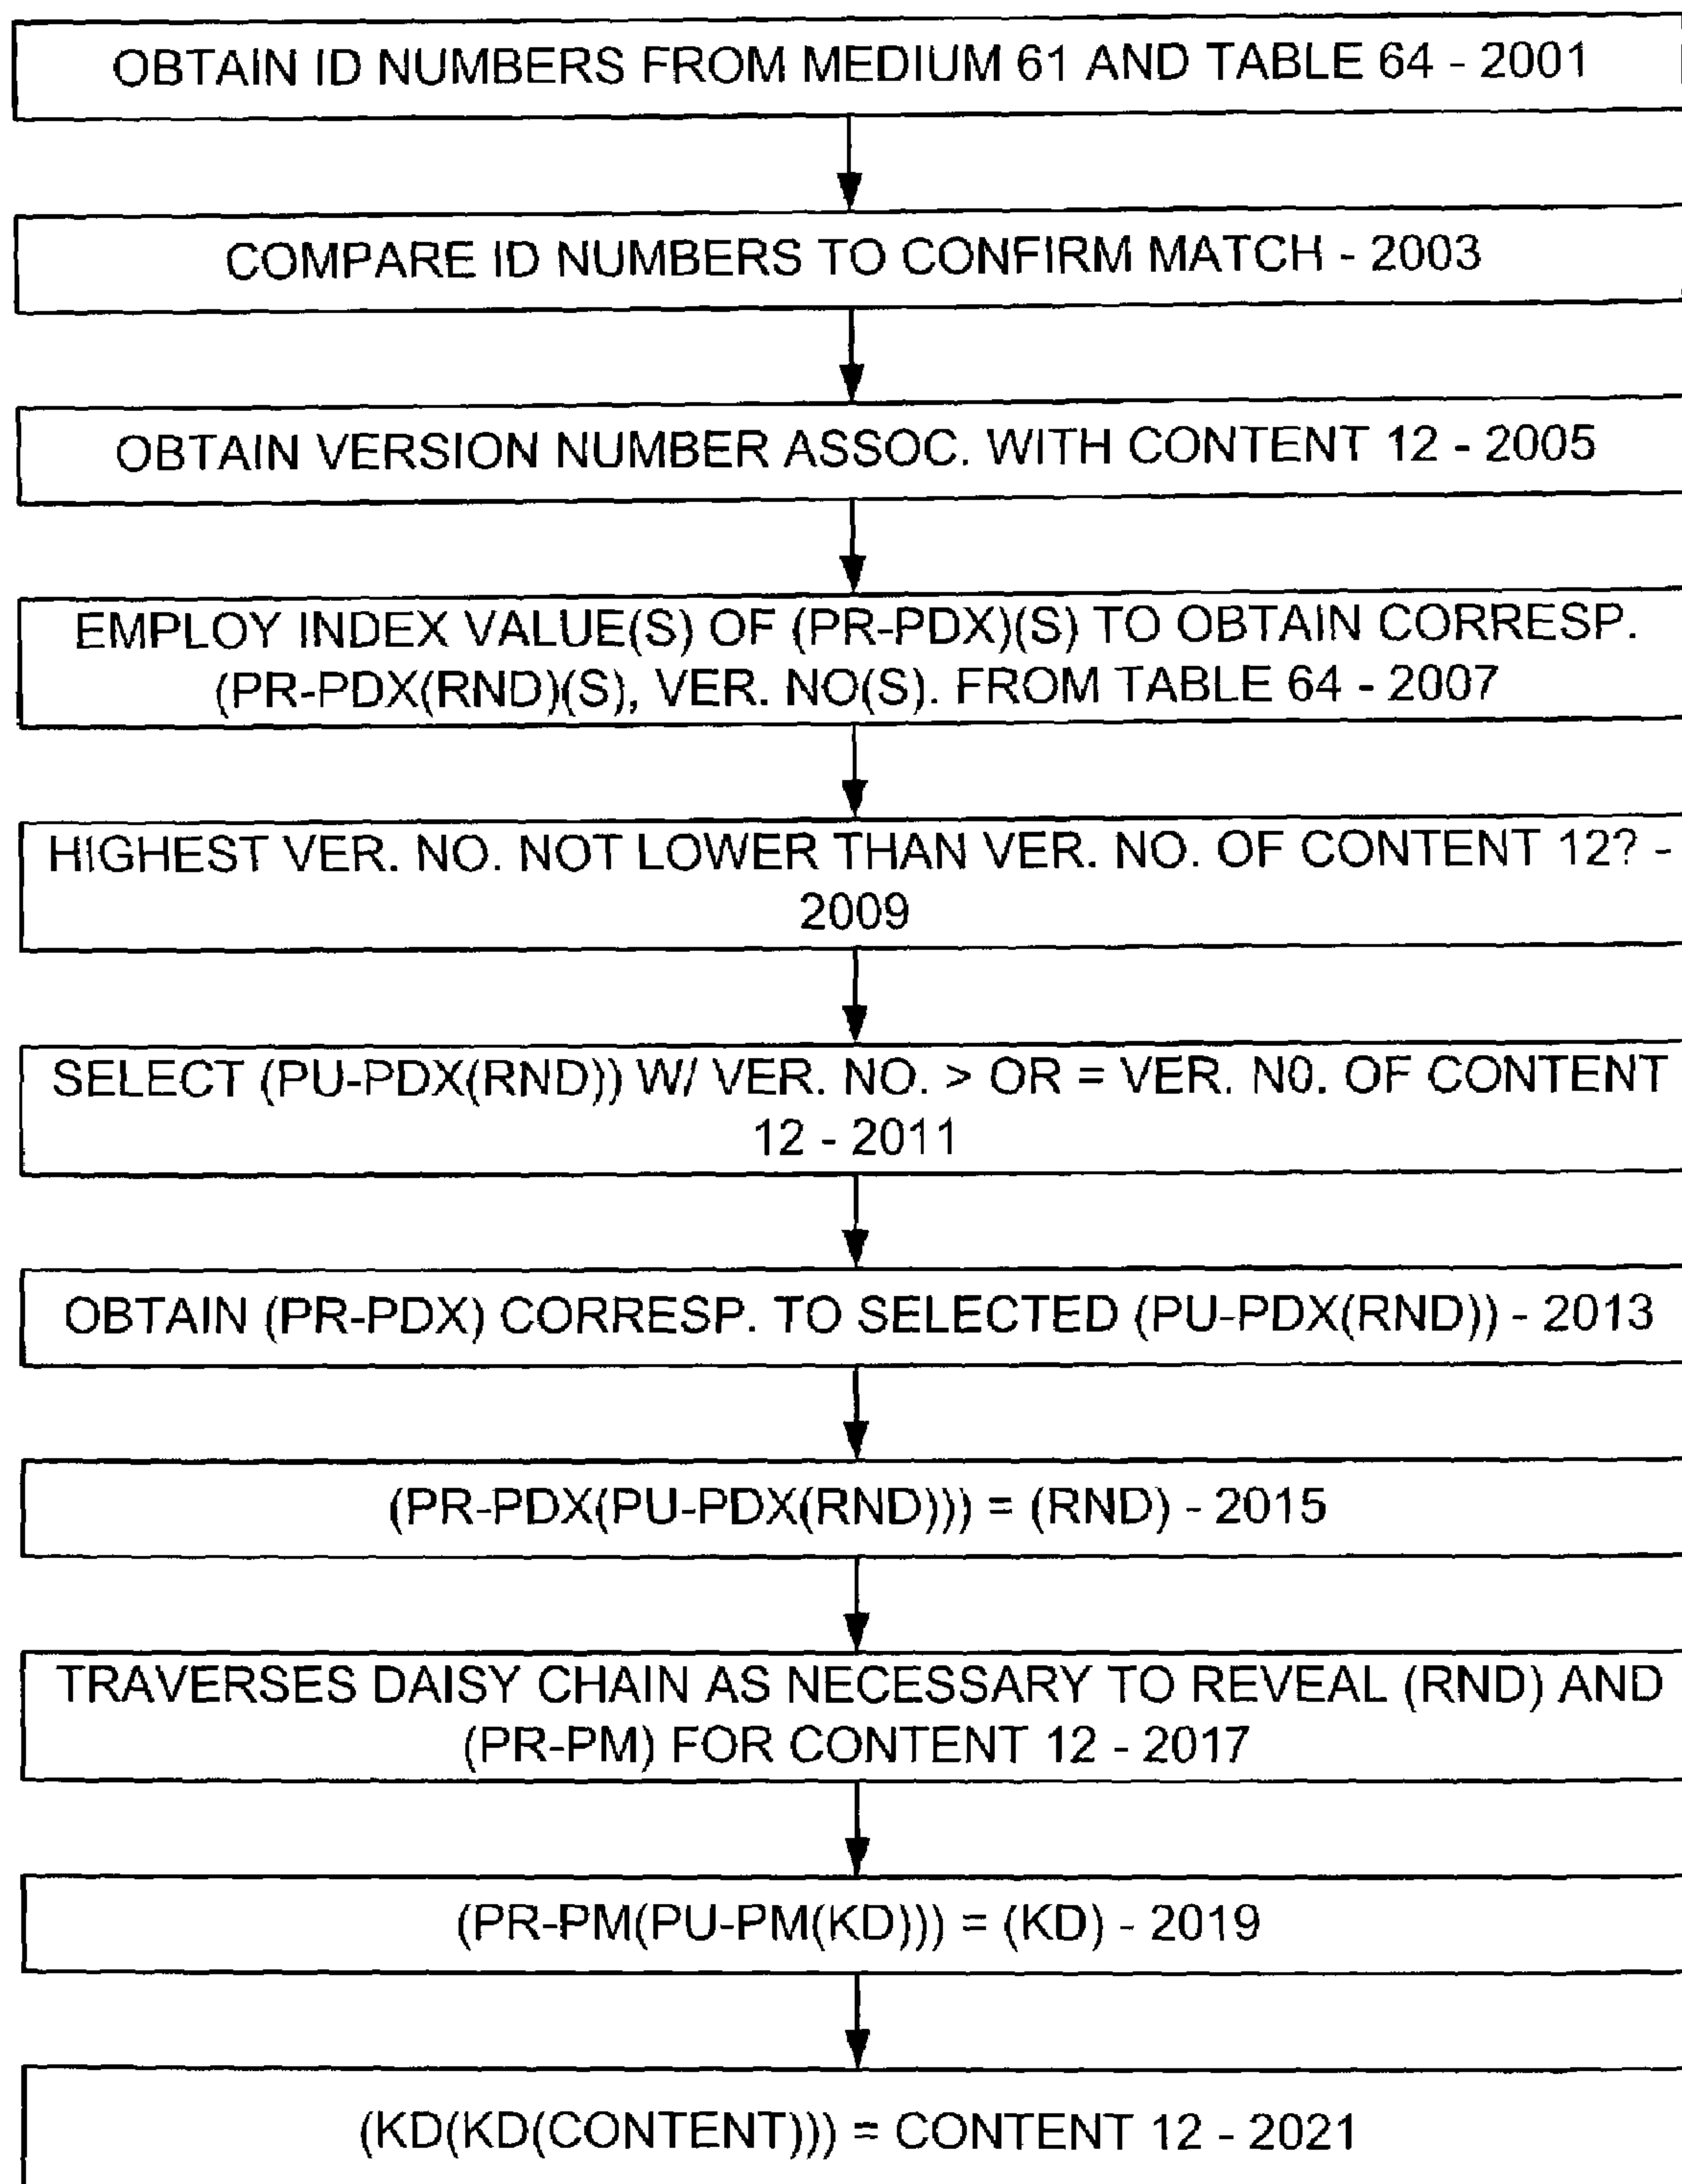 OBTAIN ID NUMBERS FROM MEDIUM 61 AND TABLE 64 - 2001
COMPARE ID NUMBERS TO CONFIRM MATCH - 2003
OBTAIN VERSION NUMBER ASSOC. WITH CONTENT 12 - 2005
EMPLOY INDEX VALUE(S) OF (PR-PDX)(S) TO OBTAIN CORRESP.
(PR-PDX(RND)(S), VER. NO(S). FROM TABLE 64 - 2007
HIGHEST VER. NO. NOT LOWER THAN VER. NO. OF CONTENT 12? -
2009
SELECT (PU-PDX(RND)) W/ VER. NO. > OR = VER. N0. OF CONTENT
12 - 2011
OBTAIN (PR-PDX) CORRESP. TO SELECTED (PU-PDX(RND)) - 2013
(PR-PDX(PU-PDX(RND))) = (RND) - 2015
TRAVERSES DAISY CHAIN AS NECESSARY TO REVEAL (RND) AND
(PR-PM) FOR CONTENT 12 - 2017
(PR-PM(PU-PM(KD))) = (KD) - 2019
(KD(KD(CONTENT))) = CONTENT 12 - 2021